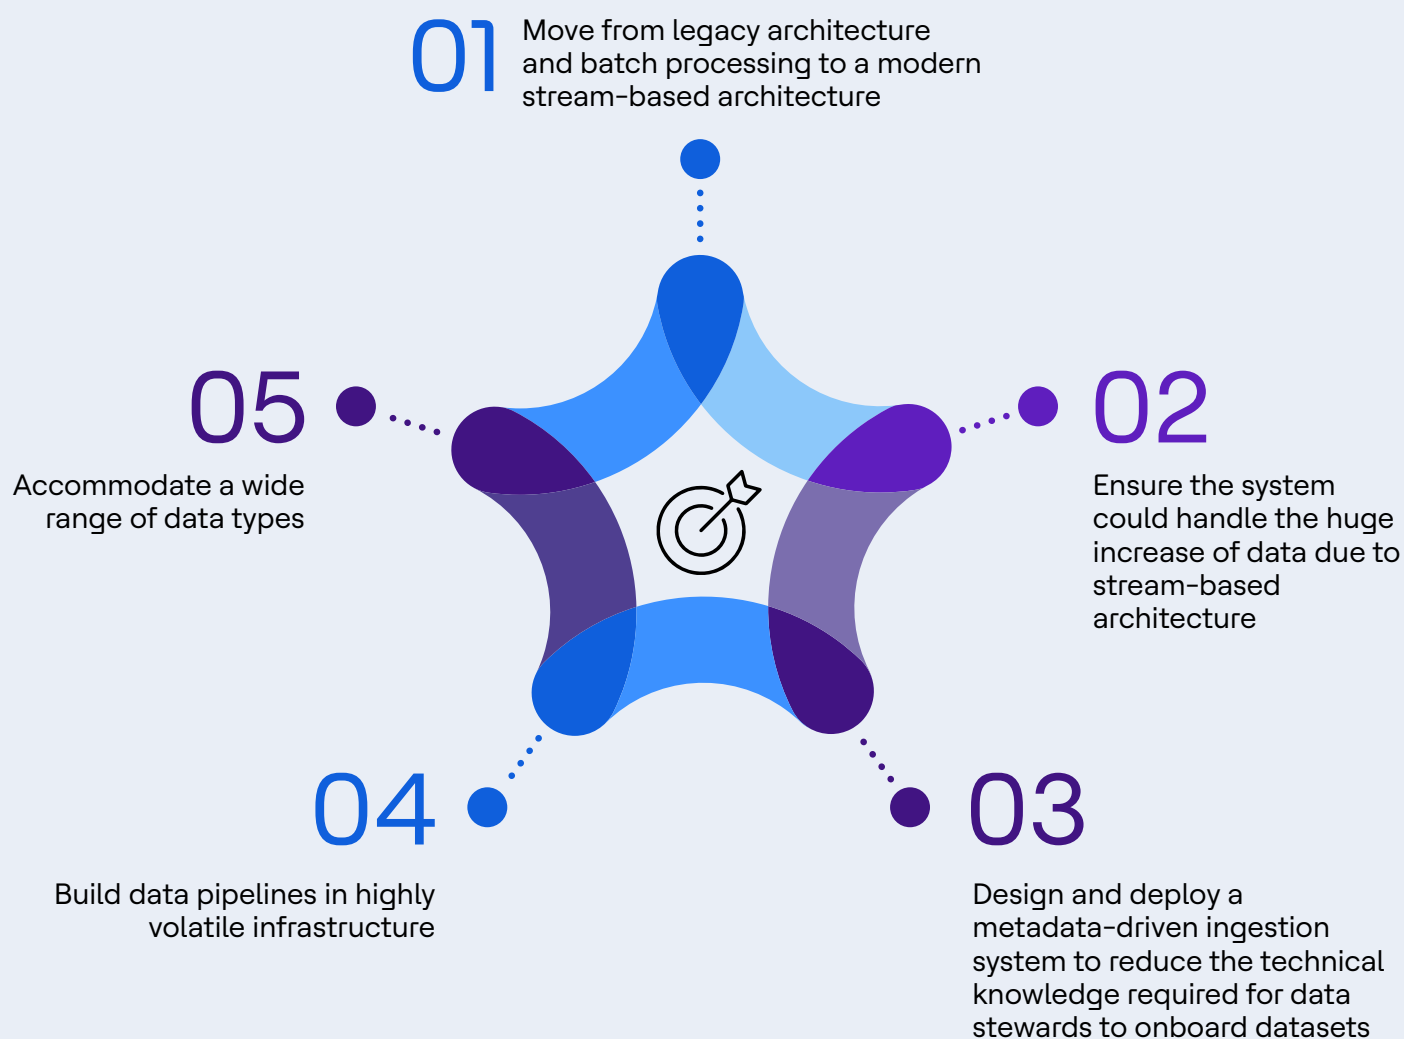 01
Move from legacy architecture
and batch processing to a modern
stream-based architecture
02
Ensure the system
could handle the huge
increase of data due to
stream-based
architecture
03
Design and deploy a
metadata-driven ingestion
system to reduce the technical
knowledge required for data
stewards to onboard datasets
04
Build data pipelines in highly
volatile infrastructure
05
Accommodate a wide
range of data types